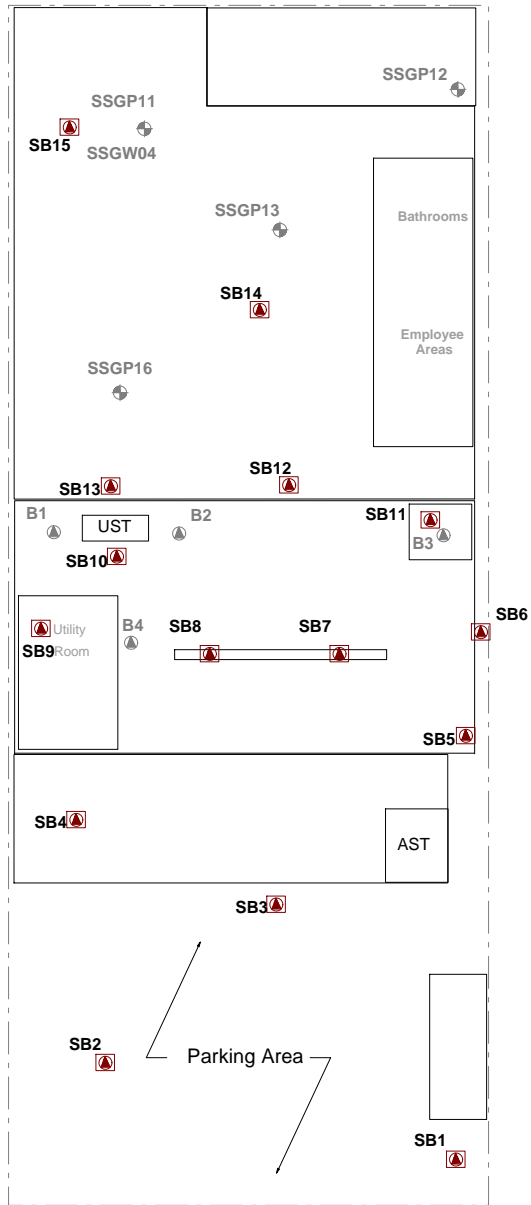 SSGP12
SSGP11
SB15
SSGW04
SSGP13
Bathrooms
SB14
Employee
Areas
SSGP16
SB13
SB12
B1
UST
B2
SB11
B3
SB10
SB6
Utility
SB9
Room
B4
SB8
SB7
SB5
SB4
AST
SB3
SB2
Parking Area
SB1